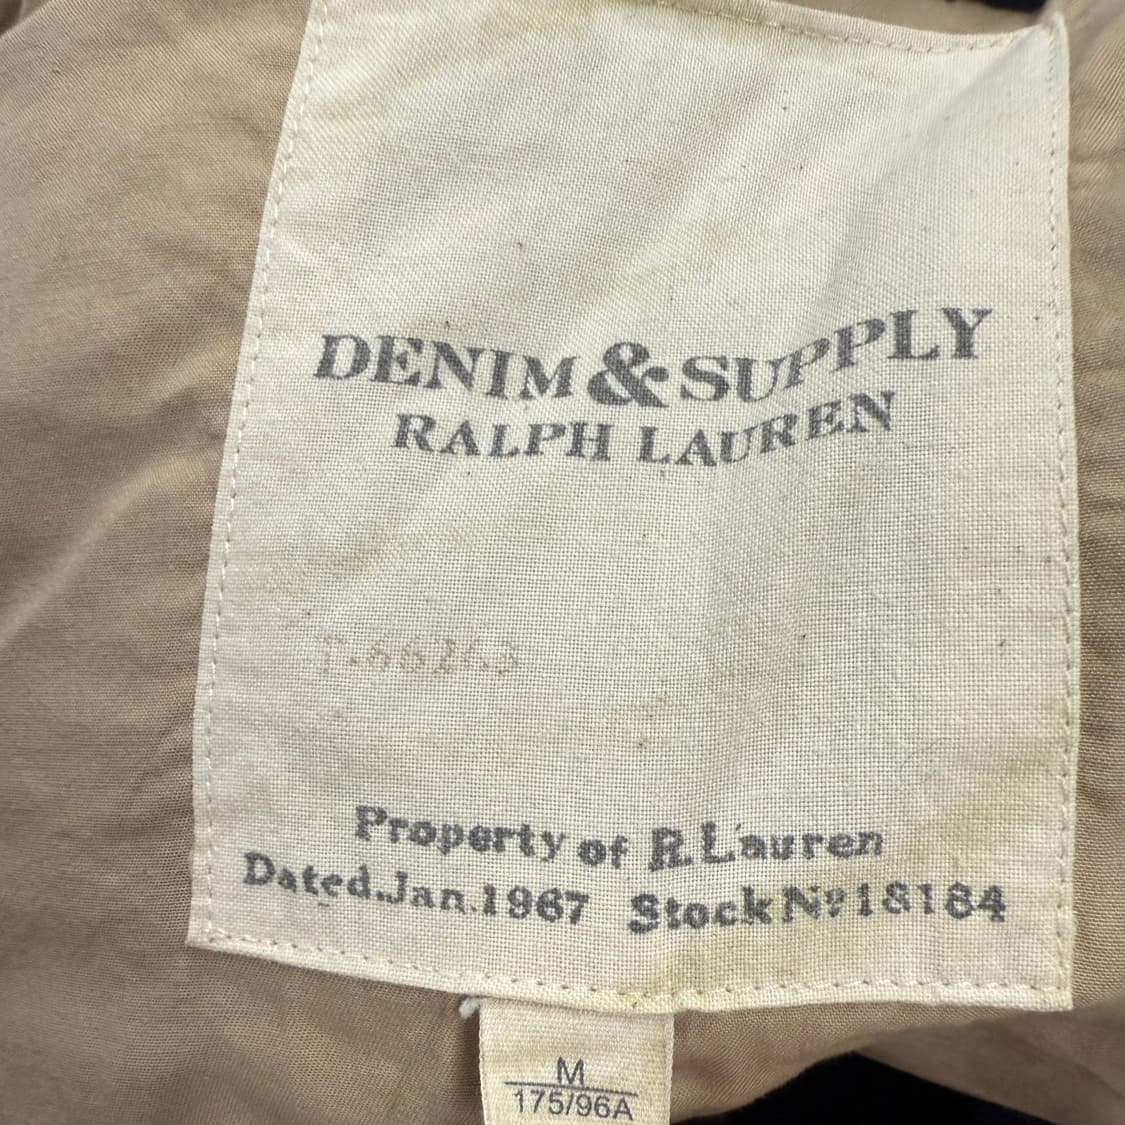 DENIM & SUPPLY
RALPH LAUREN
Property of R. Lauren
Dated. Jan. 1967 Stock Nº 18184
M
175/96A